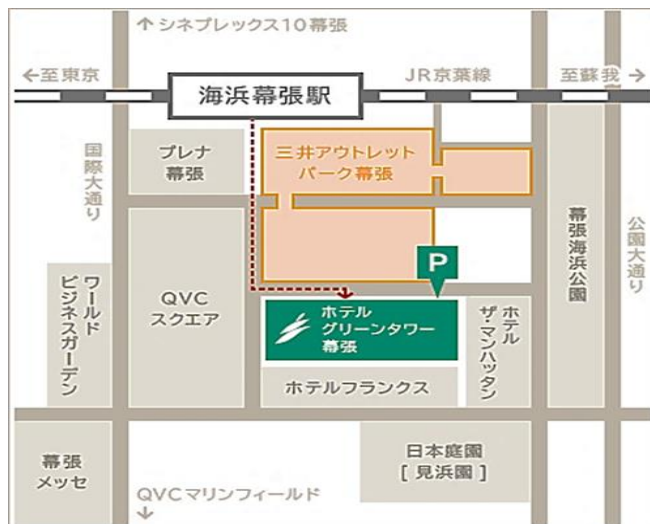 ↑シネプレックス10幕張
←至東京
JR京葉線
至蘇我→
海浜幕張駅
国際大通り
プレナ
幕張
三井アウトレット
パーク幕張
幕張海浜公園
公園大通り
P
ワールド
ビジネスガーデン
QVC
スクエア
ホテル
グリーンタワー
幕張
ホテル
ザ・マンハッタン
ホテルフランクス
幕張
メッセ
日本庭園
[見浜園]
QVCマリンフィールド
↓